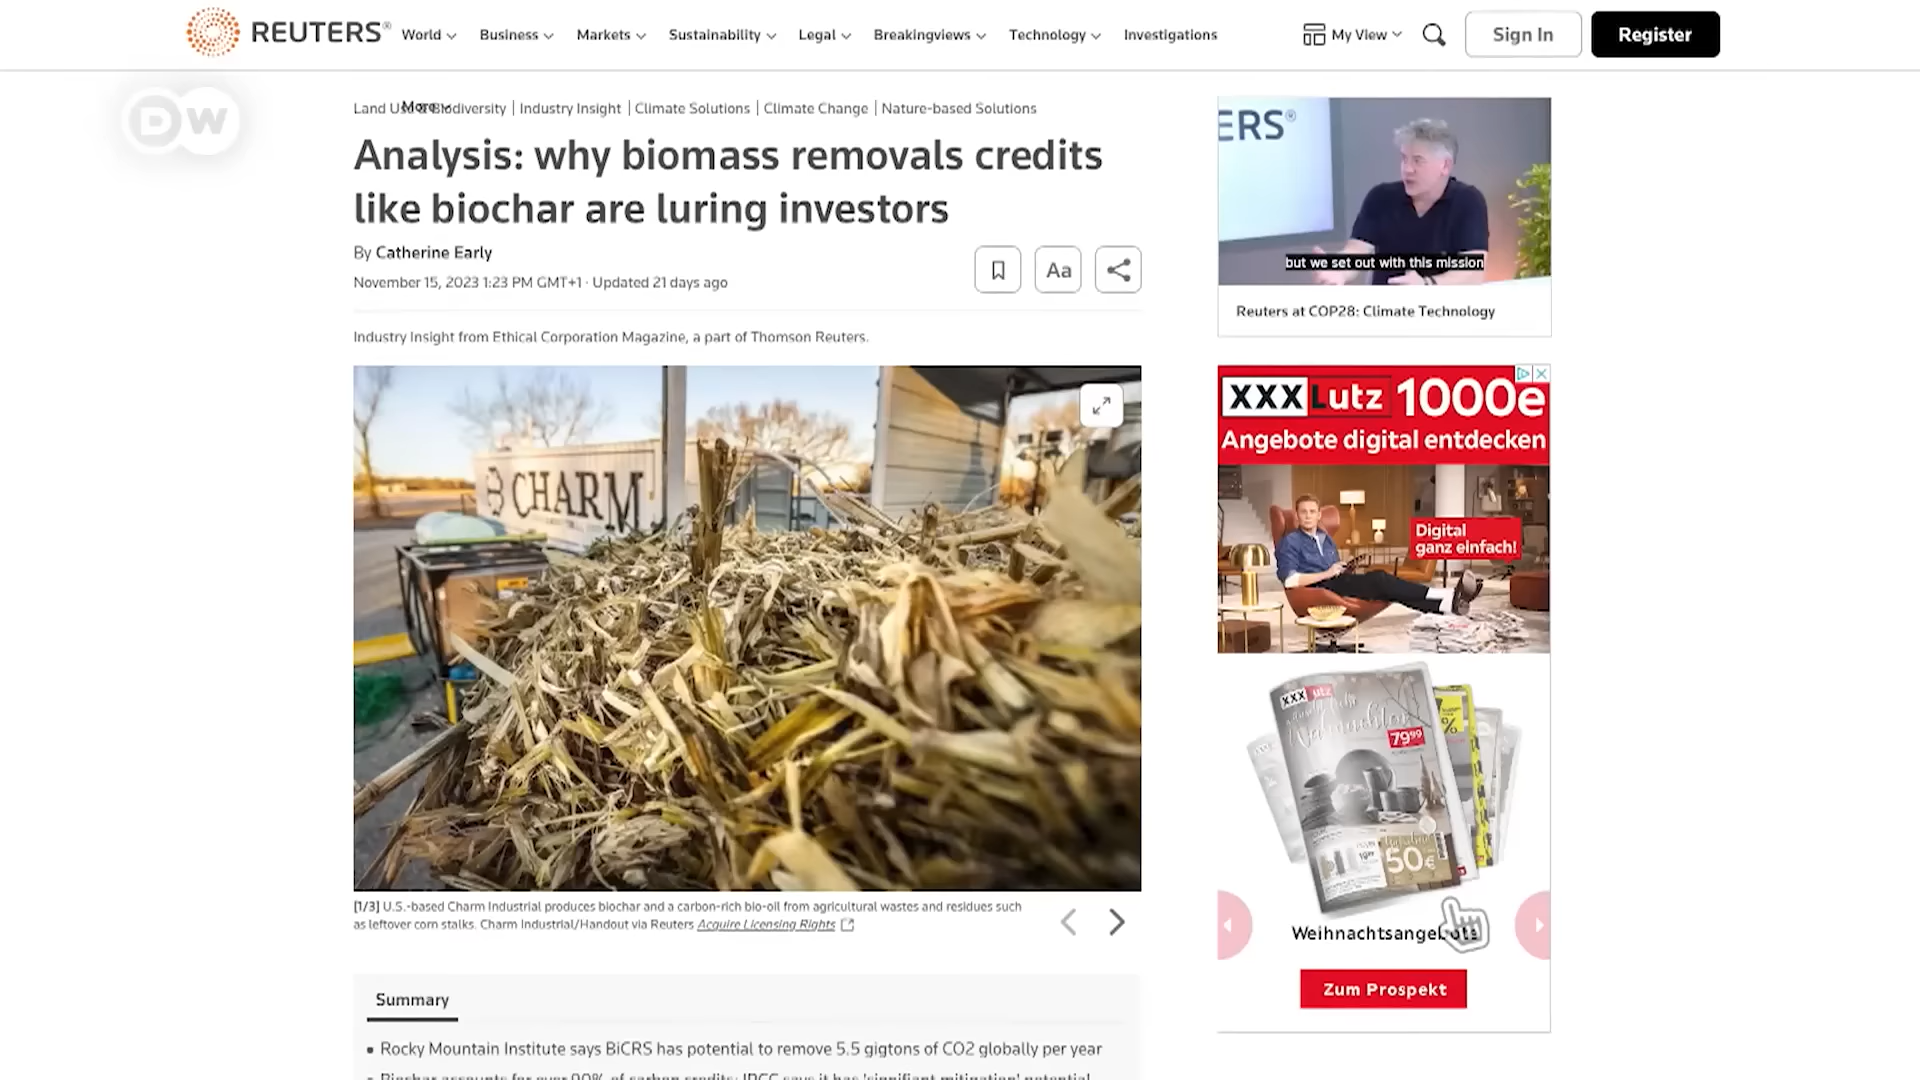 REUTERS®
World
Business
Markets
Sustainability
Legal
Breakingviews
Technology
Investigations
My View
Sign In
Register
DW
More
Land Use & Biodiversity | Industry Insight | Climate Solutions | Climate Change | Nature-based Solutions
Analysis: why biomass removals credits
like biochar are luring investors
By Catherine Early
November 15, 2023 1:23 PM GMT+1 · Updated 21 days ago
Aa
Industry Insight from Ethical Corporation Magazine, a part of Thomson Reuters.
CHARM
[1/3] U.S.-based Charm Industrial produces biochar and a carbon-rich bio-oil from agricultural wastes and residues such
as leftover corn stalks. Charm Industrial/Handout via Reuters Acquire Licensing Rights
Summary
Rocky Mountain Institute says BiCRS has potential to remove 5.5 gigtons of CO2 globally per year
ERS®
but we set out with this mission
Reuters at COP28: Climate Technology
XXXLutz 1000e
Angebote digital entdecken
Digital
ganz einfach!
XXXLutz
79⁹⁹
%
50€
Weihnachtsangebote
Zum Prospekt